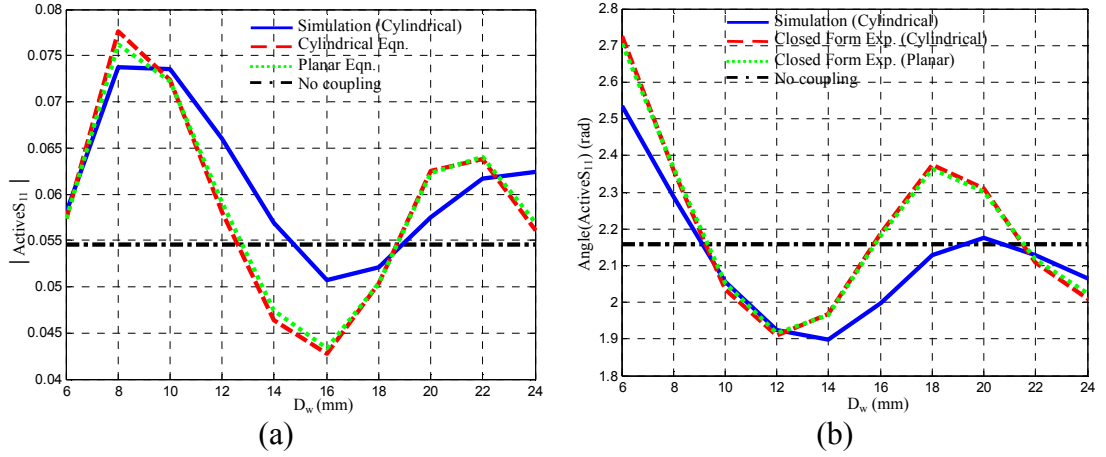 0.08
0.075
0.07
0.065
0.06
0.055
0.05
0.045
0.04
|ActiveS11|
Simulation (Cylindrical)
Cylindrical Eqn.
Planar Eqn.
No coupling
6 8 10 12 14 16 18 20 22 24
Dw (mm)
(a)
2.8
2.7
2.6
2.5
2.4
2.3
2.2
2.1
2
1.9
1.8
Angle(ActiveS11) (rad)
Simulation (Cylindrical)
Closed Form Exp. (Cylindrical)
Closed Form Exp. (Planar)
No coupling
6 8 10 12 14 16 18 20 22 24
Dw (mm)
(b)